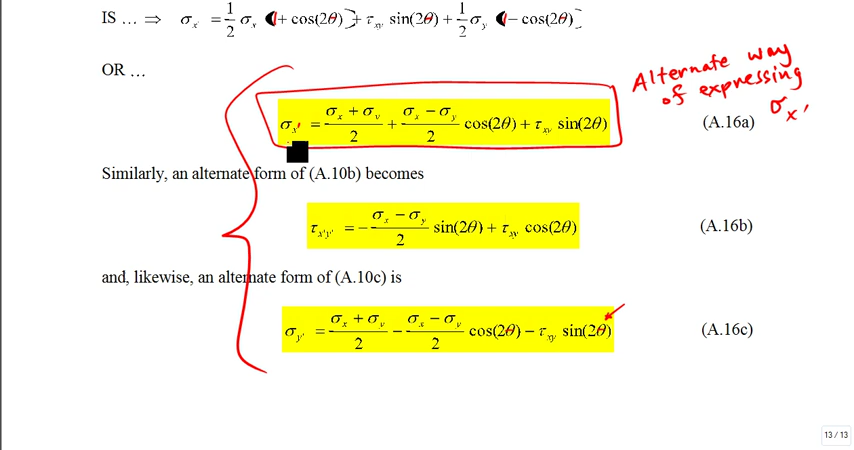 IS … ⇒ σx' = 1/2 σx (1 + cos(2θ)) + τxy sin(2θ) + 1/2 σy (1 − cos(2θ))
OR …
Alternate way
of expressing
σx'
σx' = (σx + σy)/2 + (σx − σy)/2 cos(2θ) + τxy sin(2θ) (A.16a)
Similarly, an alternate form of (A.10b) becomes
τx'y' = −(σx − σy)/2 sin(2θ) + τxy cos(2θ) (A.16b)
and, likewise, an alternate form of (A.10c) is
σy' = (σx + σy)/2 − (σx − σy)/2 cos(2θ) − τxy sin(2θ) (A.16c)
13 / 13